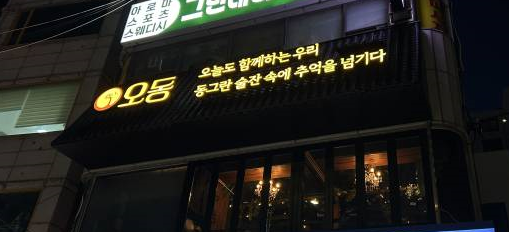 아로마
스포츠
스웨디시
오동
오늘도 함께하는 우리
동그란 술잔 속에 추억을 넘기다